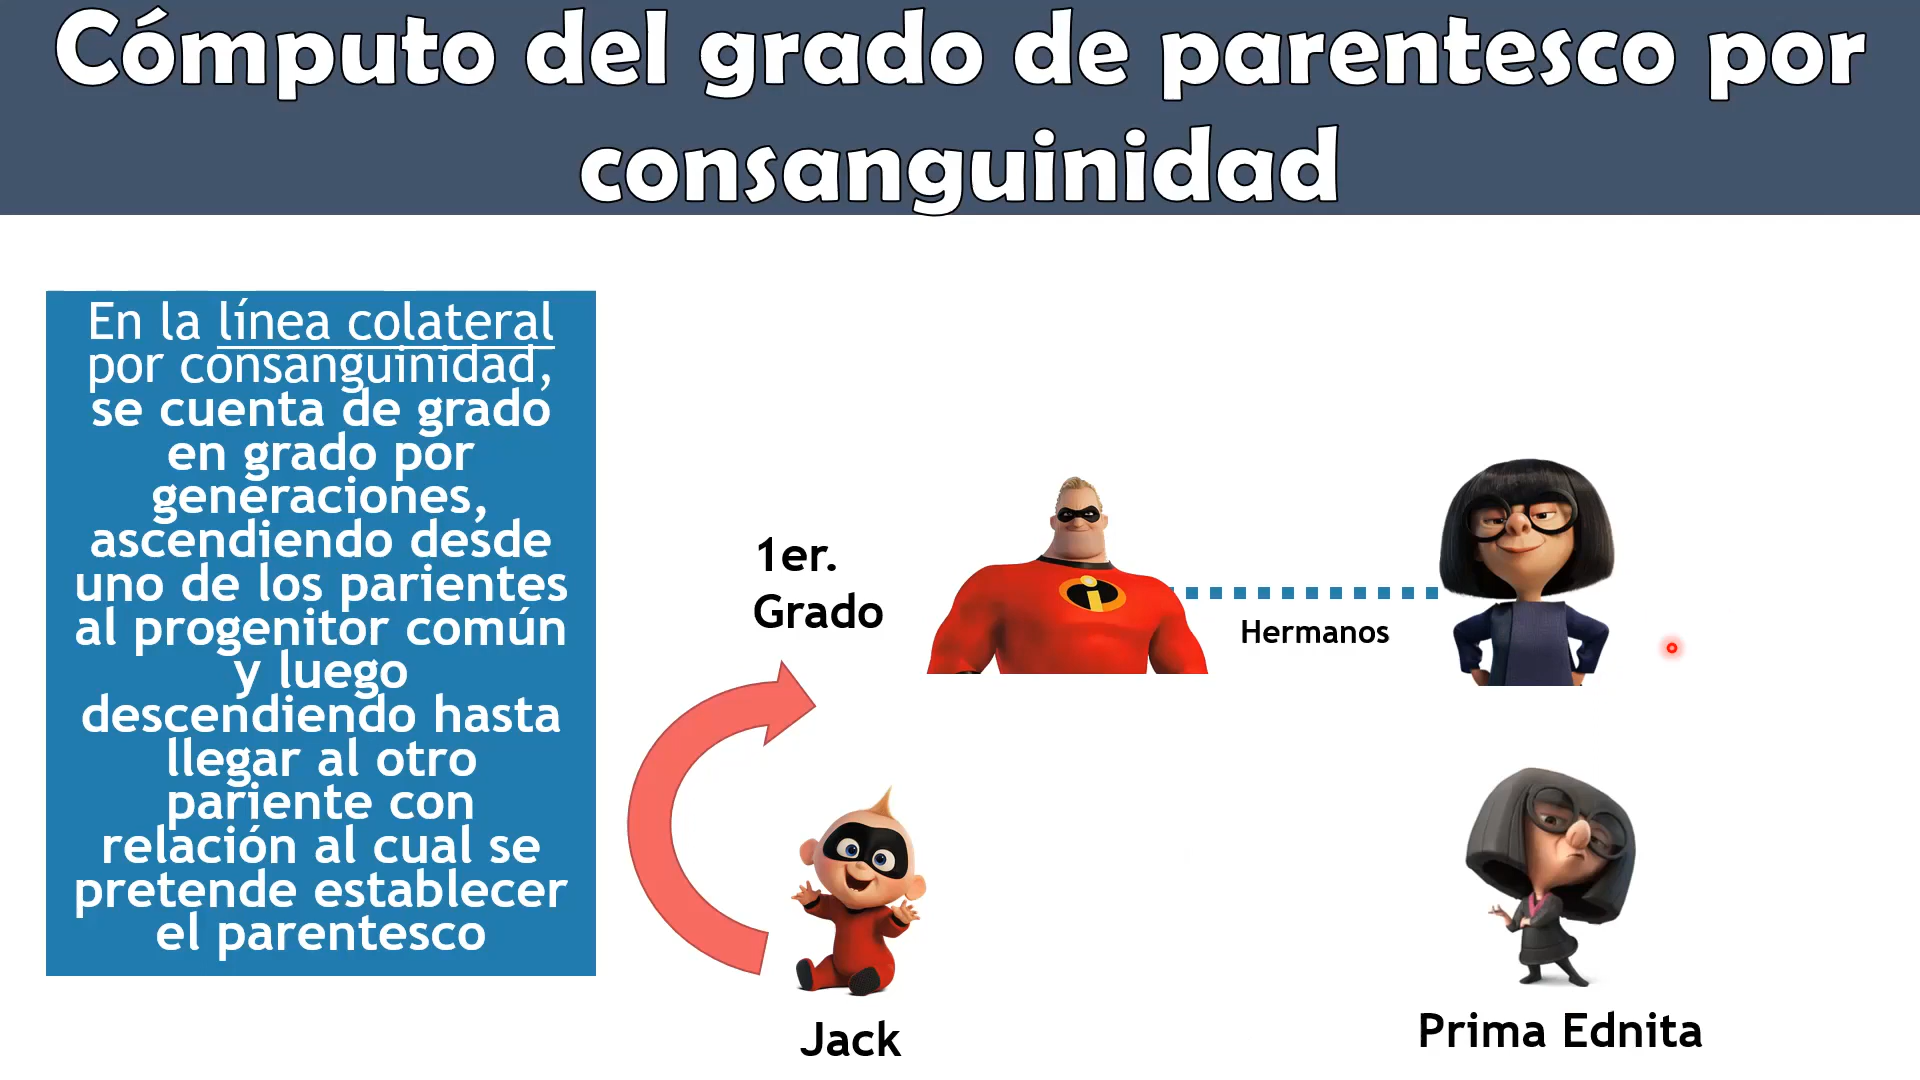 Cómputo del grado de parentesco por
consanguinidad
En la línea colateral
por consanguinidad,
se cuenta de grado
en grado por
generaciones,
ascendiendo desde
uno de los parientes
al progenitor común
y luego
descendiendo hasta
llegar al otro
pariente con
relación al cual se
pretende establecer
el parentesco
1er.
Grado
Hermanos
Jack
Prima Ednita